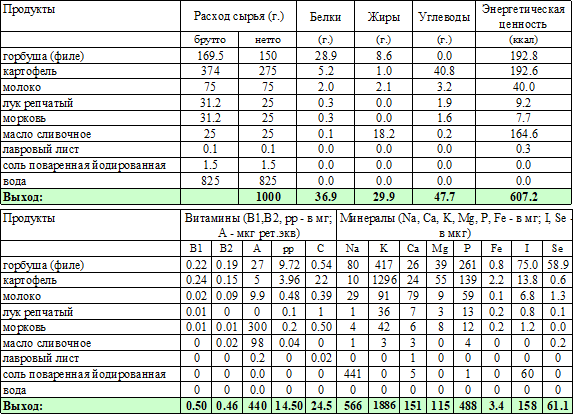 Продукты Расход сырья (г.) Белки Жиры Углеводы Энергетическая ценность
брутто нетто (г.) (г.) (г.) (ккал)
горбуша (филе) 169.5 150 28.9 8.6 0.0 192.8
картофель 374 275 5.2 1.0 40.8 192.6
молоко 75 75 2.0 2.1 3.2 40.0
лук репчатый 31.2 25 0.3 0.0 1.9 9.2
морковь 31.2 25 0.3 0.0 1.6 7.7
масло сливочное 25 25 0.1 18.2 0.2 164.6
лавровый лист 0.1 0.1 0.0 0.0 0.0 0.3
соль поваренная йодированная 1.5 1.5 0.0 0.0 0.0 0.0
вода 825 825 0.0 0.0 0.0 0.0
Выход: 1000 36.9 29.9 47.7 607.2
Продукты Витамины (B1,B2, pp - в мг; Минералы (Na, Ca, K, Mg, P, Fe - в мг; I, Se -
А - мкг рет.экв) в мкг)
B1 B2 A pp C Na K Ca Mg P Fe I Se
горбуша (филе) 0.22 0.19 27 9.72 0.54 80 417 26 39 261 0.8 75.0 58.9
картофель 0.24 0.15 5 3.96 22 10 1296 24 55 139 2.2 13.8 0.6
молоко 0.02 0.09 9.9 0.48 0.39 29 91 79 9 59 0.1 6.8 1.3
лук репчатый 0.01 0 0 0.1 1 1 36 7 3 13 0.2 0.8 0.1
морковь 0.01 0.01 300 0.2 0.50 4 42 6 8 12 0.2 1.2 0.0
масло сливочное 0 0.02 98 0.04 0 1 3 3 0 4 0 0 0.2
лавровый лист 0 0 0.2 0 0.02 0 0 1 0 0 0 0 0
соль поваренная йодированная 0 0 0.0 0 0 441 0 5 0 1 0 60 0
вода 0 0 0.0 0 0 0 0 0 0 0 0 0 0
Выход: 0.50 0.46 440 14.50 24.5 566 1886 151 115 488 3.4 158 61.1